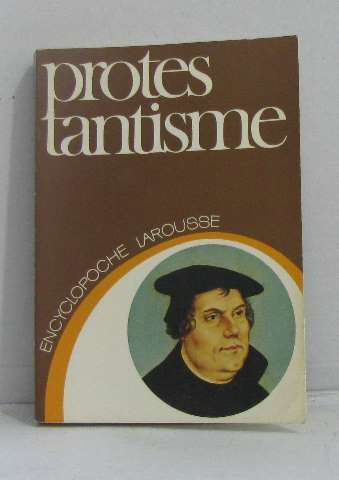 protes
tantisme
ENCYCLOPOCHE LAROUSSE